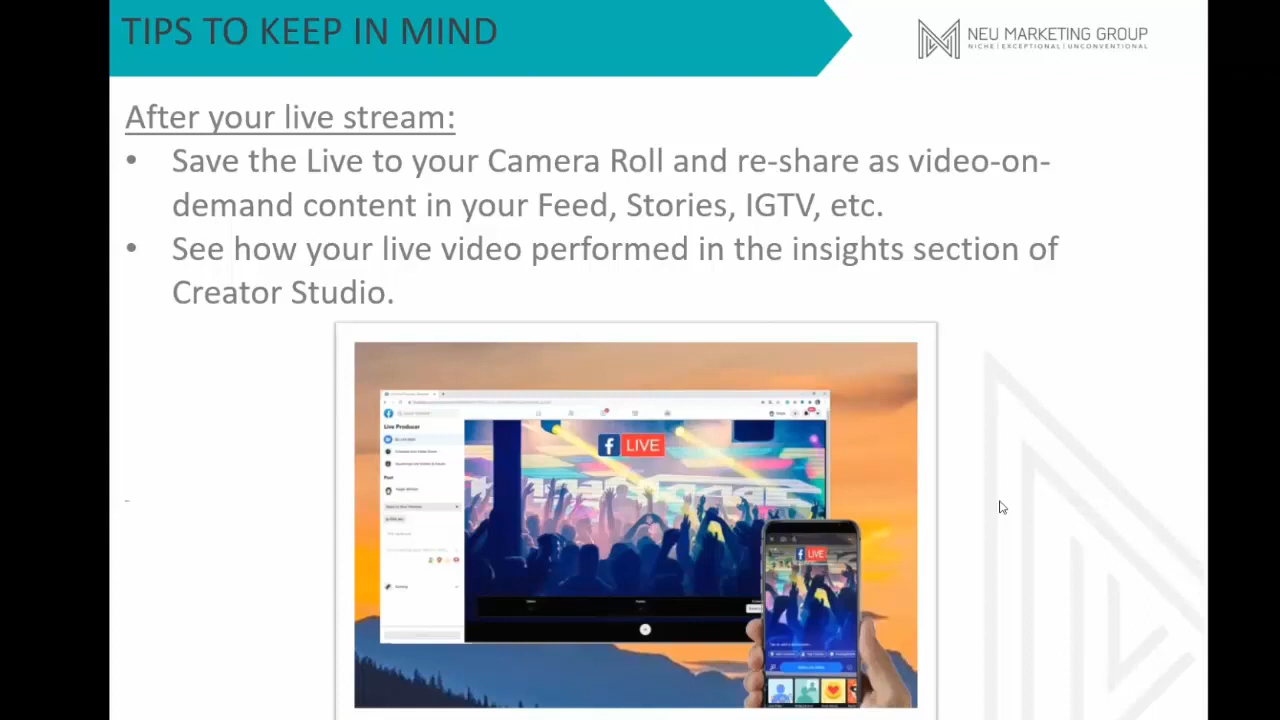 TIPS TO KEEP IN MIND
NEU MARKETING GROUP
NICHE | EXCEPTIONAL | UNCONVENTIONAL
After your live stream:
• Save the Live to your Camera Roll and re-share as video-on-
demand content in your Feed, Stories, IGTV, etc.
• See how your live video performed in the insights section of
Creator Studio.
Live Producer
f LIVE
Post
f LIVE